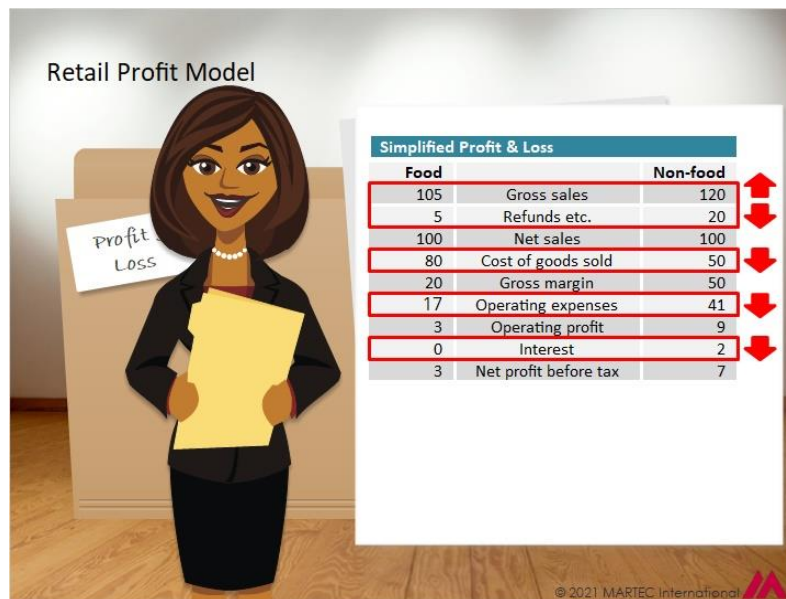 Retail Profit Model
Profit
Loss
Simplified Profit & Loss
Food Non-food
105 Gross sales 120
5 Refunds etc. 20
100 Net sales 100
80 Cost of goods sold 50
20 Gross margin 50
17 Operating expenses 41
3 Operating profit 9
0 Interest 2
3 Net profit before tax 7
© 2021 MARTEC International